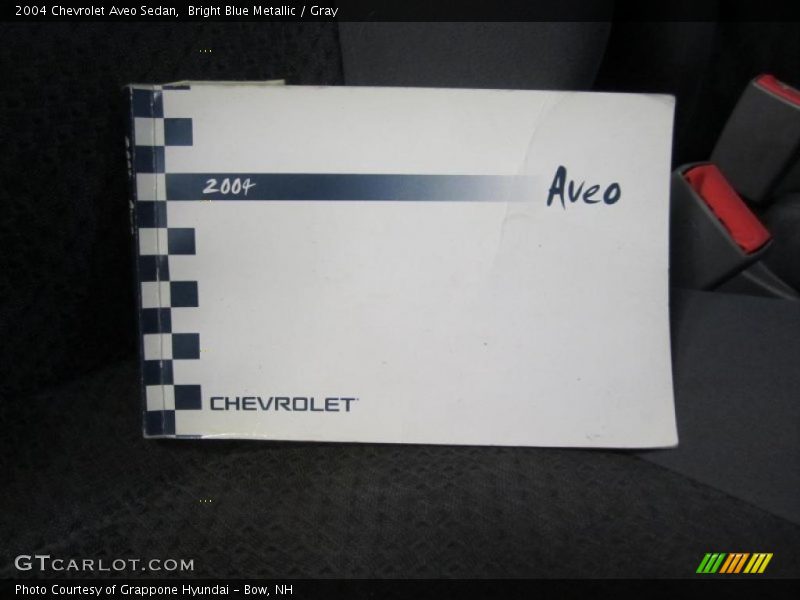 2004 Chevrolet Aveo Sedan,  Bright Blue Metallic / Gray
2004
Aveo
CHEVROLET
GTCARLOT.COM
Photo Courtesy of Grappone Hyundai - Bow, NH